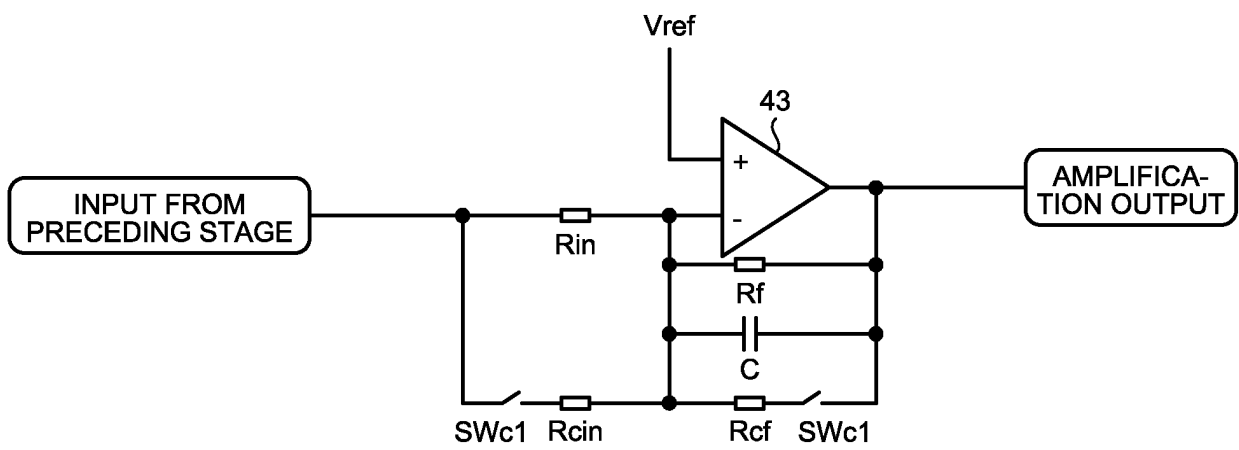 Vref
43
+
-
INPUT FROM
PRECEDING STAGE
AMPLIFICA-
TION OUTPUT
Rin
Rf
C
SWc1
Rcin
Rcf
SWc1